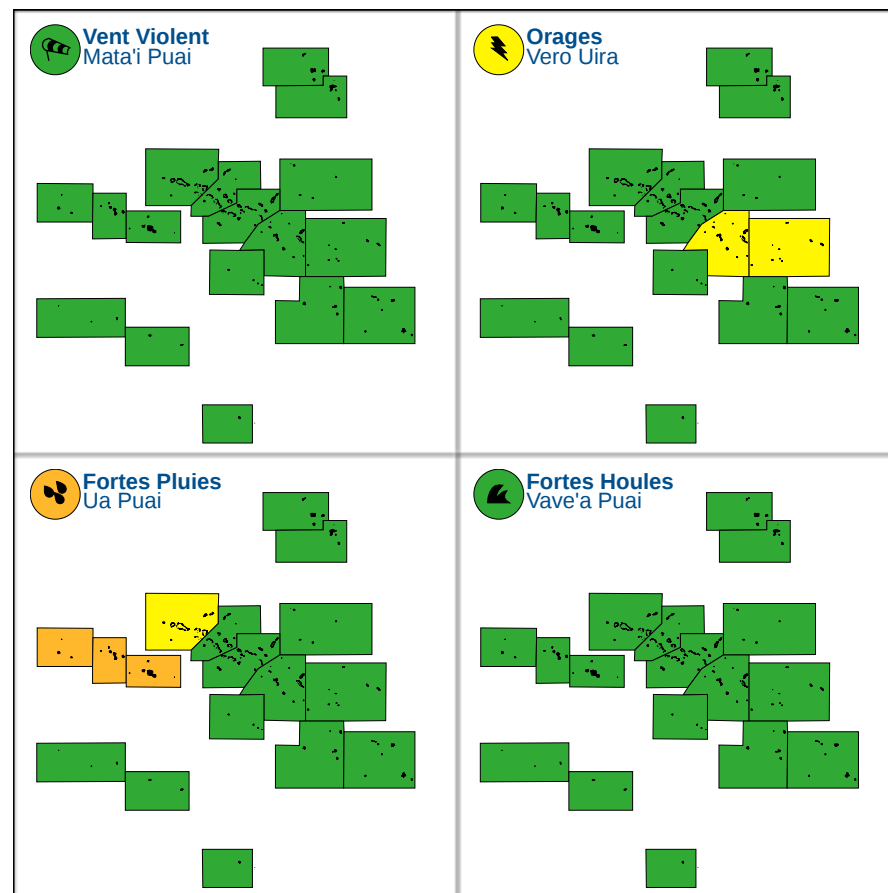 Vent Violent
Mata'i Puai
Orages
Vero Uira
Fortes Pluies
Ua Puai
Fortes Houles
Vave'a Puai